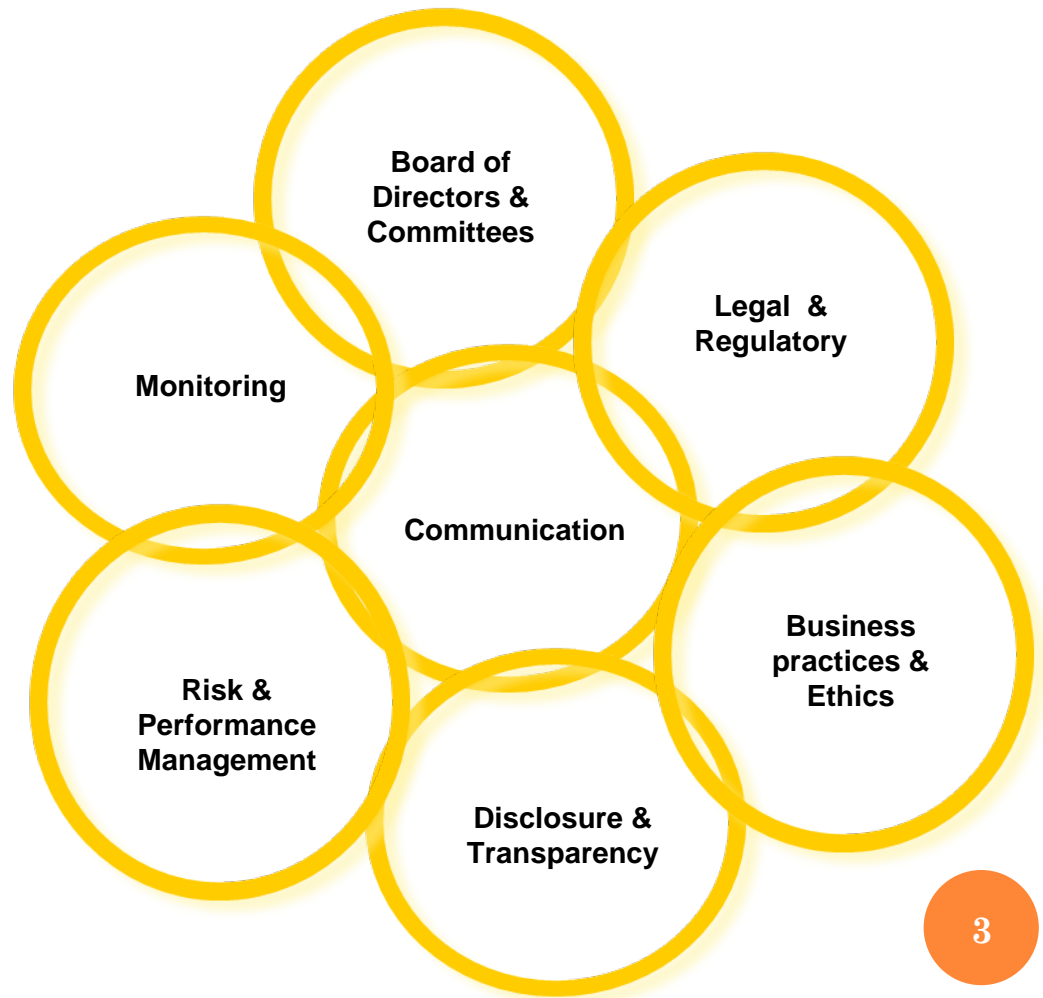 Board of
Directors &
Committees
Legal  &
Regulatory
Monitoring
Communication
Business
practices &
Ethics
Risk &
Performance
Management
Disclosure &
Transparency
3